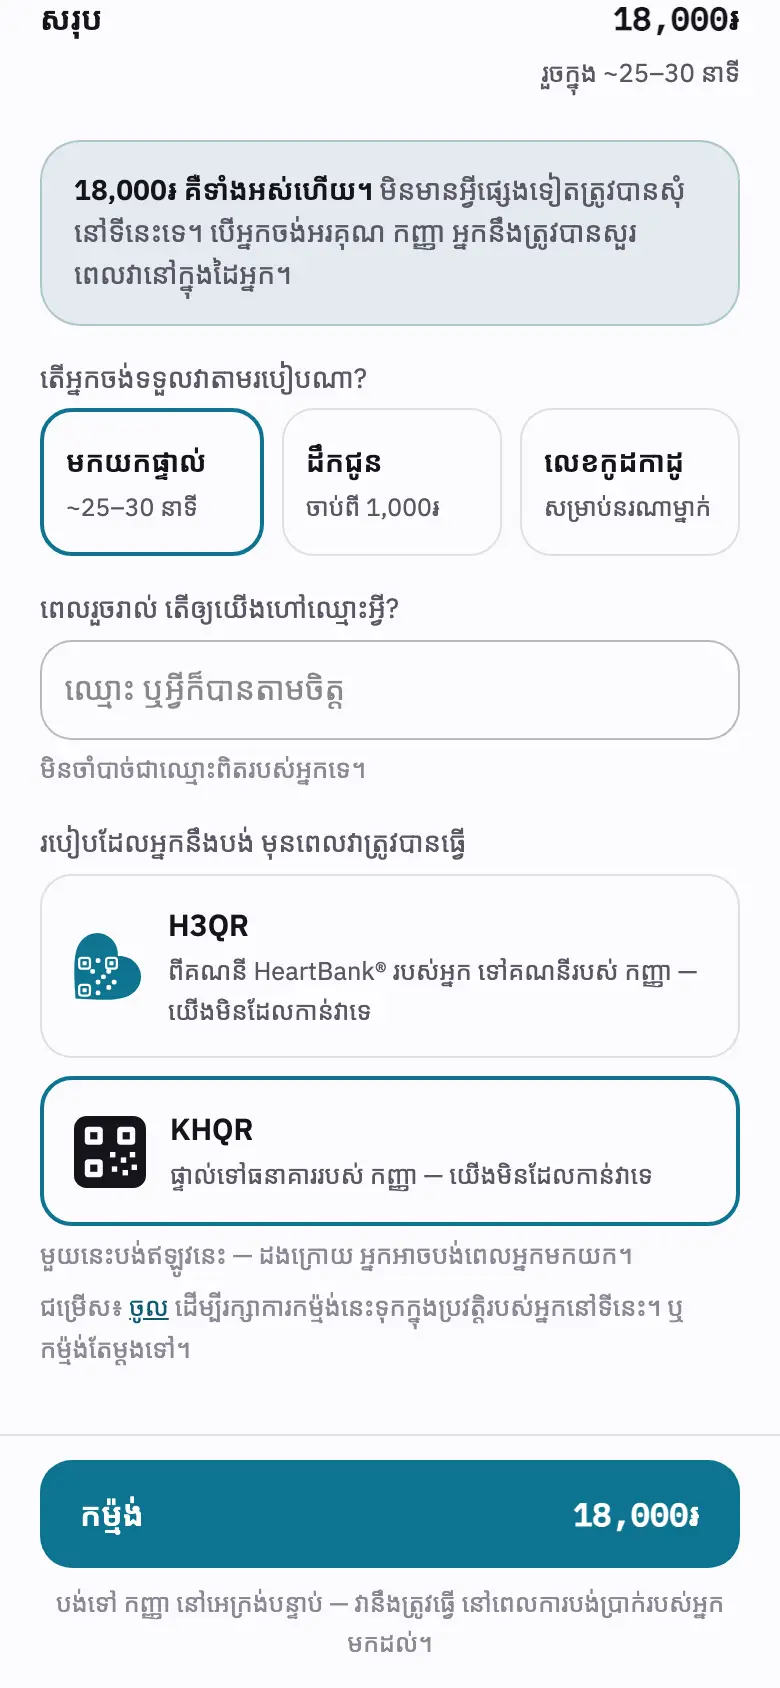 សរុប 18,000៛
រួចក្នុង ~25–30 នាទី
18,000៛ គឺទាំងអស់ហើយ។ មិនមានអ្វីផ្សេងទៀតត្រូវបានសុំ
នៅទីនេះទេ។ បើអ្នកចង់អរគុណ កញ្ញា អ្នកនឹងត្រូវបានសួរ
ពេលវានៅក្នុងដៃអ្នក។
តើអ្នកចង់ទទួលវាតាមរបៀបណា?
មកយកផ្ទាល់ ដឹកជូន លេខកូដកាដូ
~25–30 នាទី ចាប់ពី 1,000៛ សម្រាប់នរណាម្នាក់
ពេលរួចរាល់ តើឲ្យយើងហៅឈ្មោះអ្វី?
ឈ្មោះ ឬអ្វីក៏បានតាមចិត្ត
មិនចាំបាច់ជាឈ្មោះពិតរបស់អ្នកទេ។
របៀបដែលអ្នកនឹងបង់ មុនពេលវាត្រូវបានធ្វើ
H3QR
ពីគណនី HeartBank® របស់អ្នក ទៅគណនីរបស់ កញ្ញា —
យើងមិនដែលកាន់វាទេ
KHQR
ផ្ទាល់ទៅធនាគាររបស់ កញ្ញា — យើងមិនដែលកាន់វាទេ
មួយនេះបង់ឥឡូវនេះ — ដងក្រោយ អ្នកអាចបង់ពេលអ្នកមកយក។
ជម្រើស៖ ចូល ដើម្បីរក្សាការកម្ម៉ង់នេះទុកក្នុងប្រវត្តិរបស់អ្នកនៅទីនេះ។ ឬ
កម្ម៉ង់តែម្តងទៅ។
កម្ម៉ង់ 18,000៛
បង់ទៅ កញ្ញា នៅអេក្រង់បន្ទាប់ — វានឹងត្រូវធ្វើ នៅពេលការបង់ប្រាក់របស់អ្នក
មកដល់។